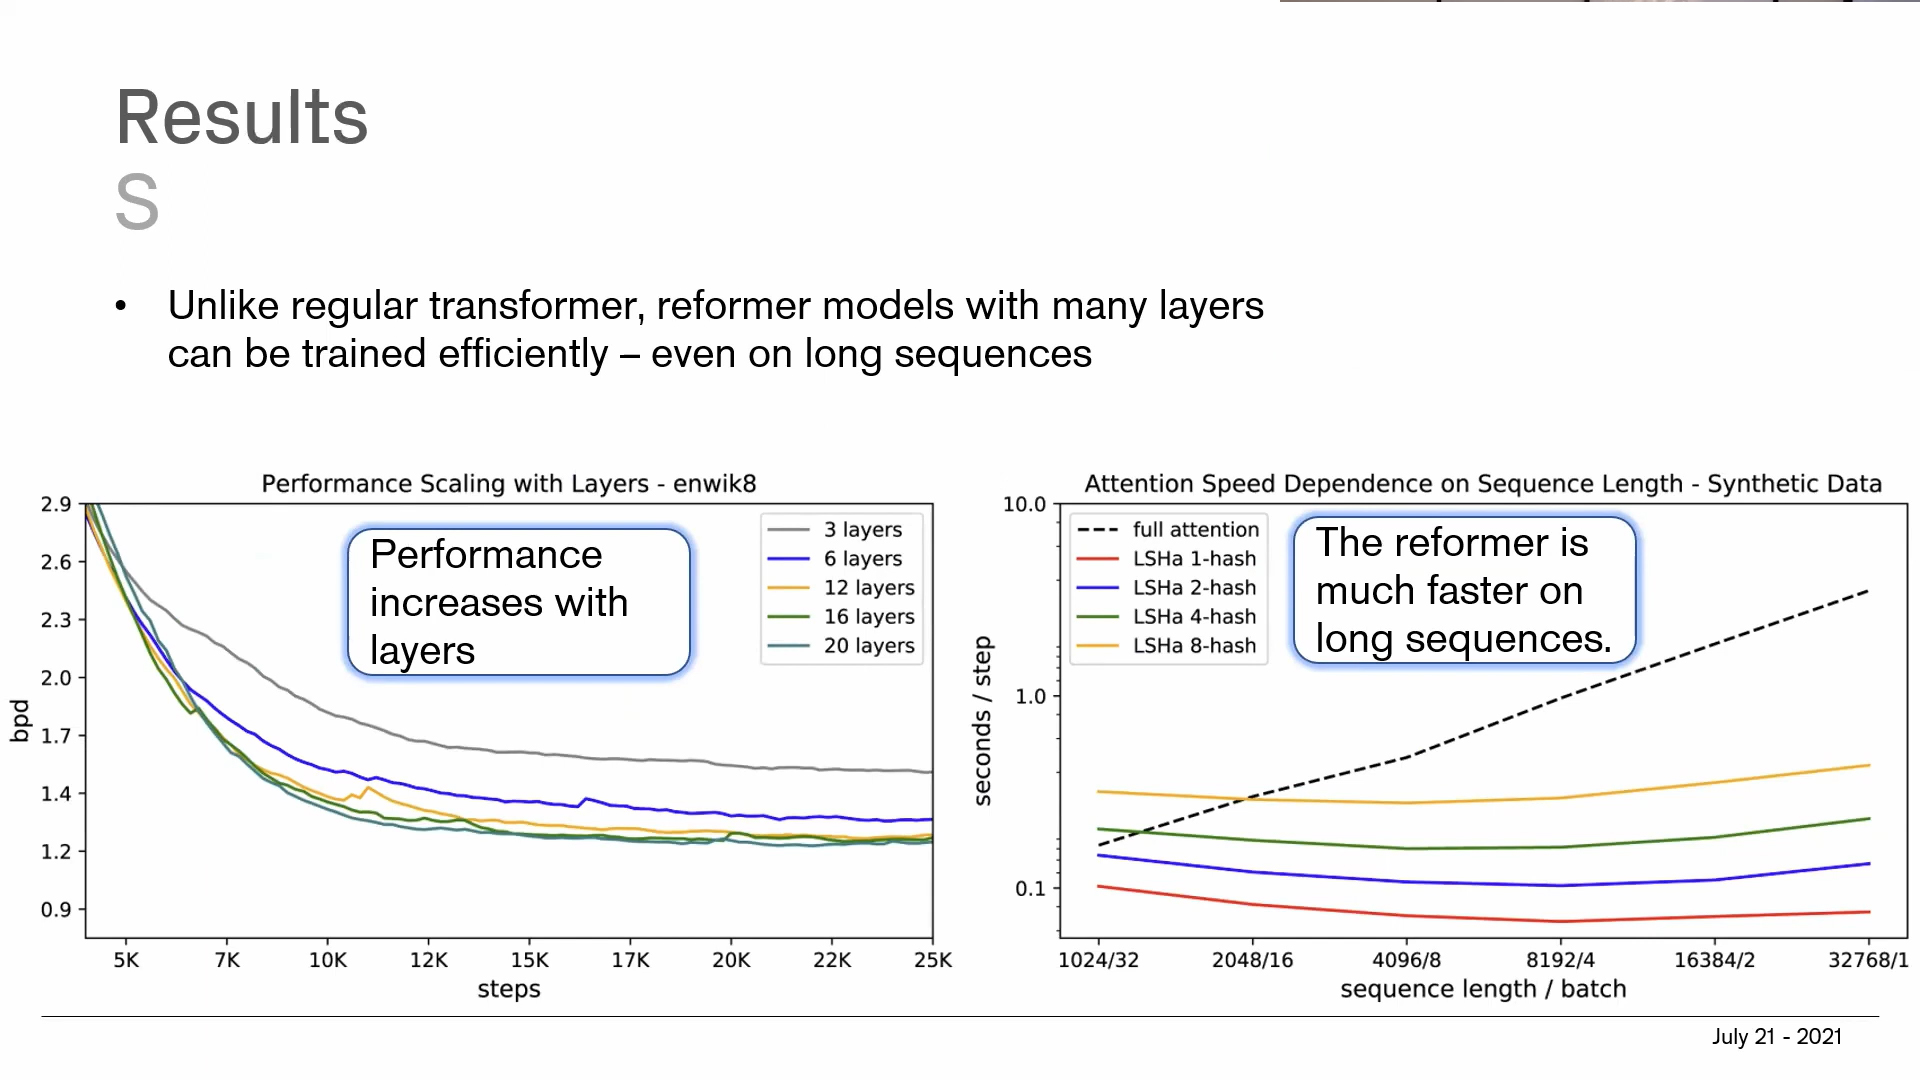 Results
S
• Unlike regular transformer, reformer models with many layers
can be trained efficiently – even on long sequences
Performance Scaling with Layers - enwik8
2.9
2.6
2.3
2.0
1.7
1.4
1.2
0.9
bpd
Performance
increases with
layers
3 layers
6 layers
12 layers
16 layers
20 layers
5K 7K 10K 12K 15K 17K 20K 22K 25K
steps
Attention Speed Dependence on Sequence Length - Synthetic Data
10.0
1.0
0.1
seconds / step
full attention
LSHa 1-hash
LSHa 2-hash
LSHa 4-hash
LSHa 8-hash
The reformer is
much faster on
long sequences.
1024/32 2048/16 4096/8 8192/4 16384/2 32768/1
sequence length / batch
July 21 - 2021